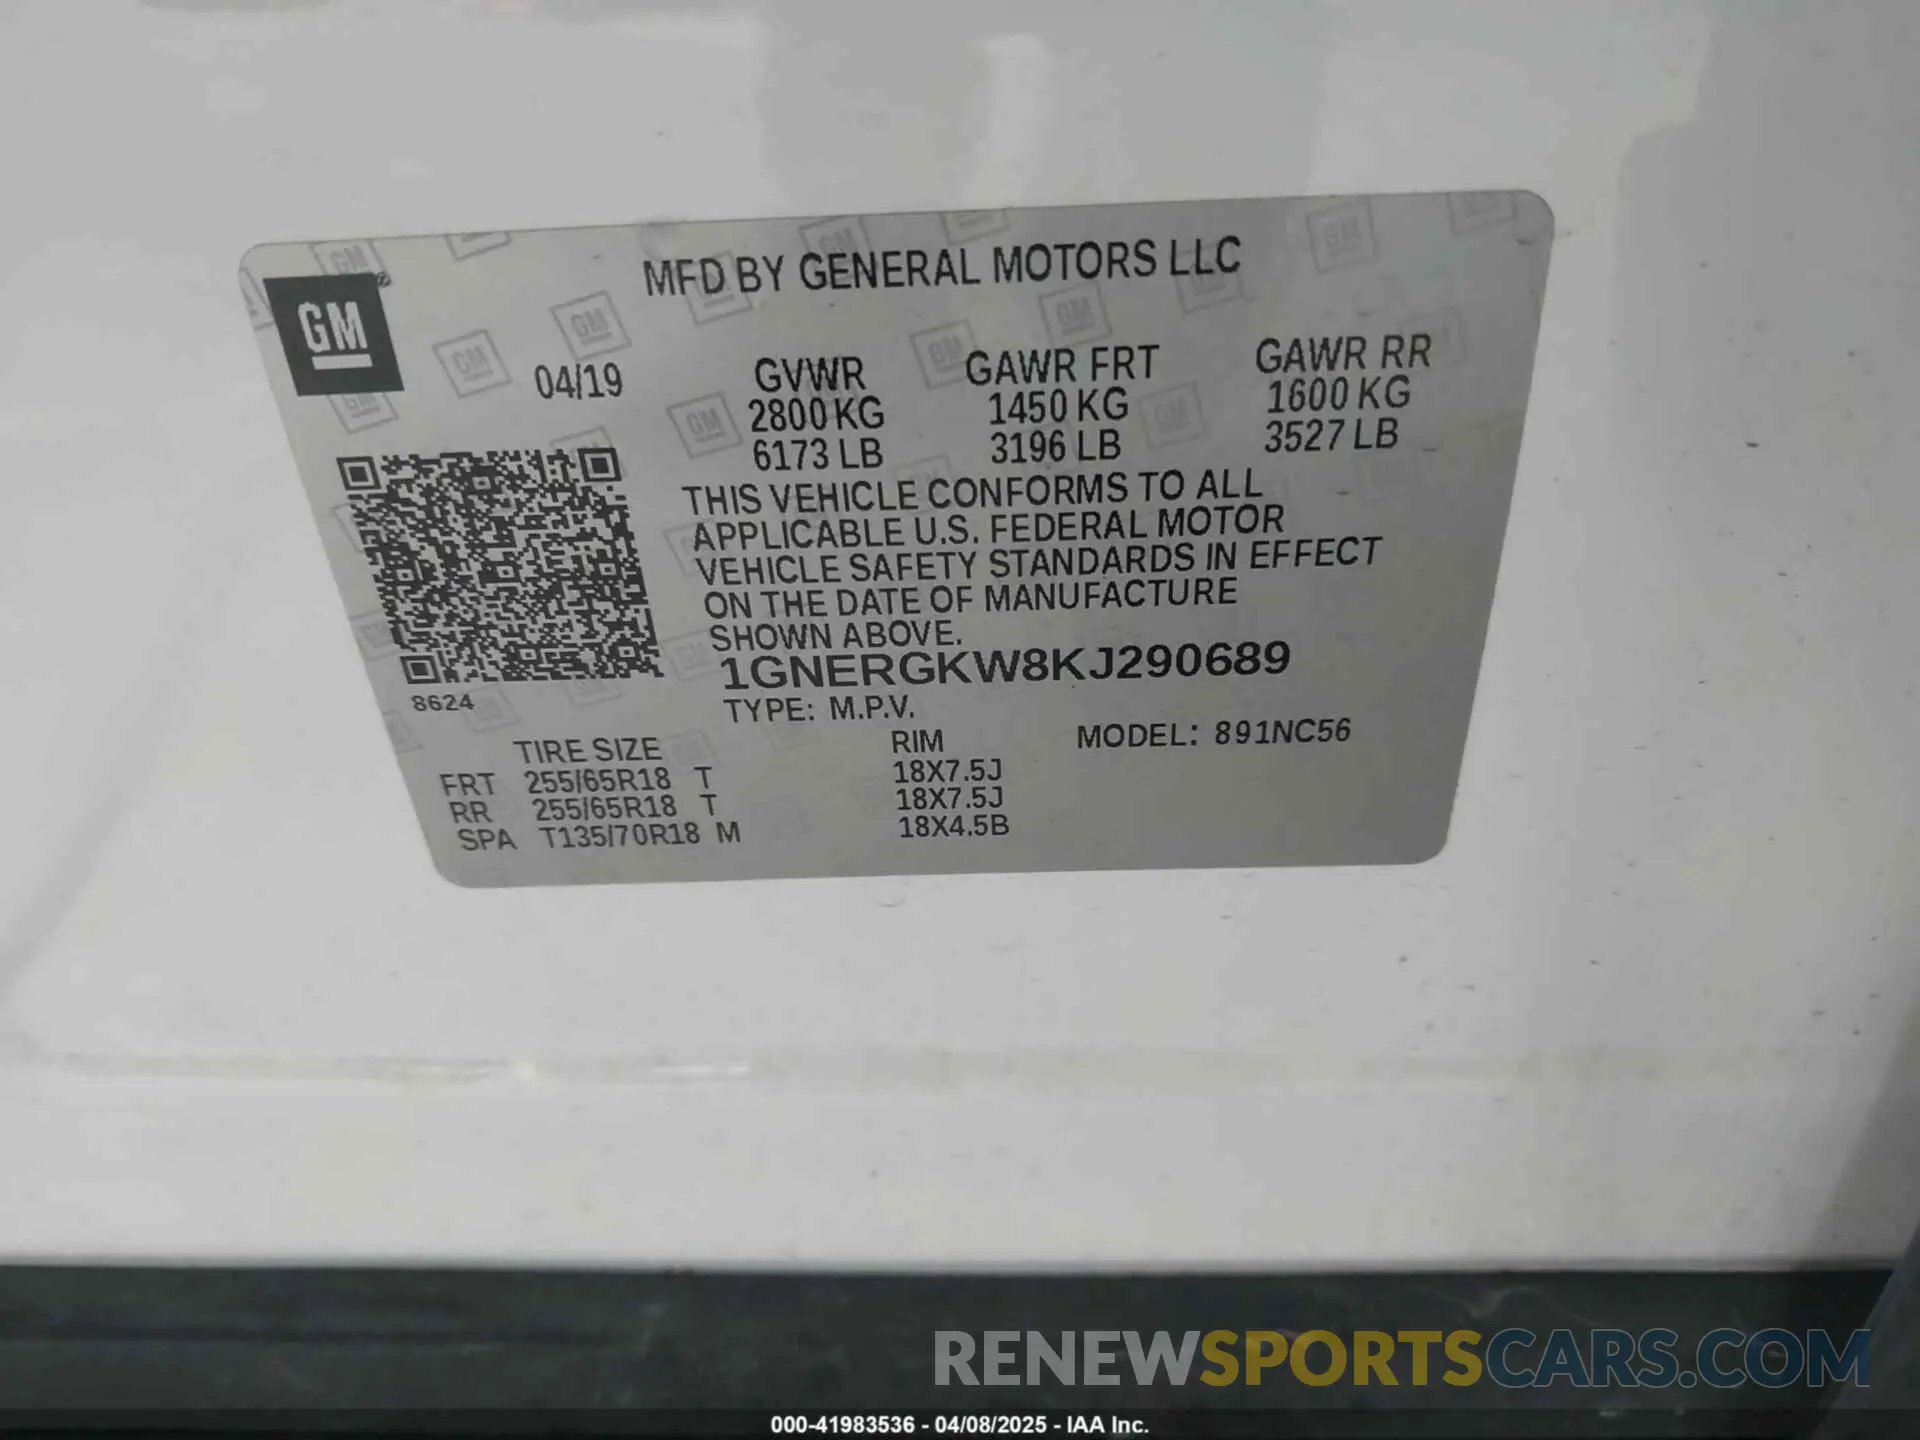 MFD BY GENERAL MOTORS LLC
GM®
04/19
GVWR GAWR FRT GAWR RR
2800 KG 1450 KG 1600 KG
6173 LB 3196 LB 3527 LB
THIS VEHICLE CONFORMS TO ALL
APPLICABLE U.S. FEDERAL MOTOR
VEHICLE SAFETY STANDARDS IN EFFECT
ON THE DATE OF MANUFACTURE
SHOWN ABOVE.
1GNERGKW8KJ290689
8624
TYPE: M.P.V.
TIRE SIZE RIM MODEL: 891NC56
FRT 255/65R18 T 18X7.5J
RR 255/65R18 T 18X7.5J
SPA T135/70R18 M 18X4.5B
RENEWSPORTSCARS.COM
000-41983536 - 04/08/2025 - IAA Inc.